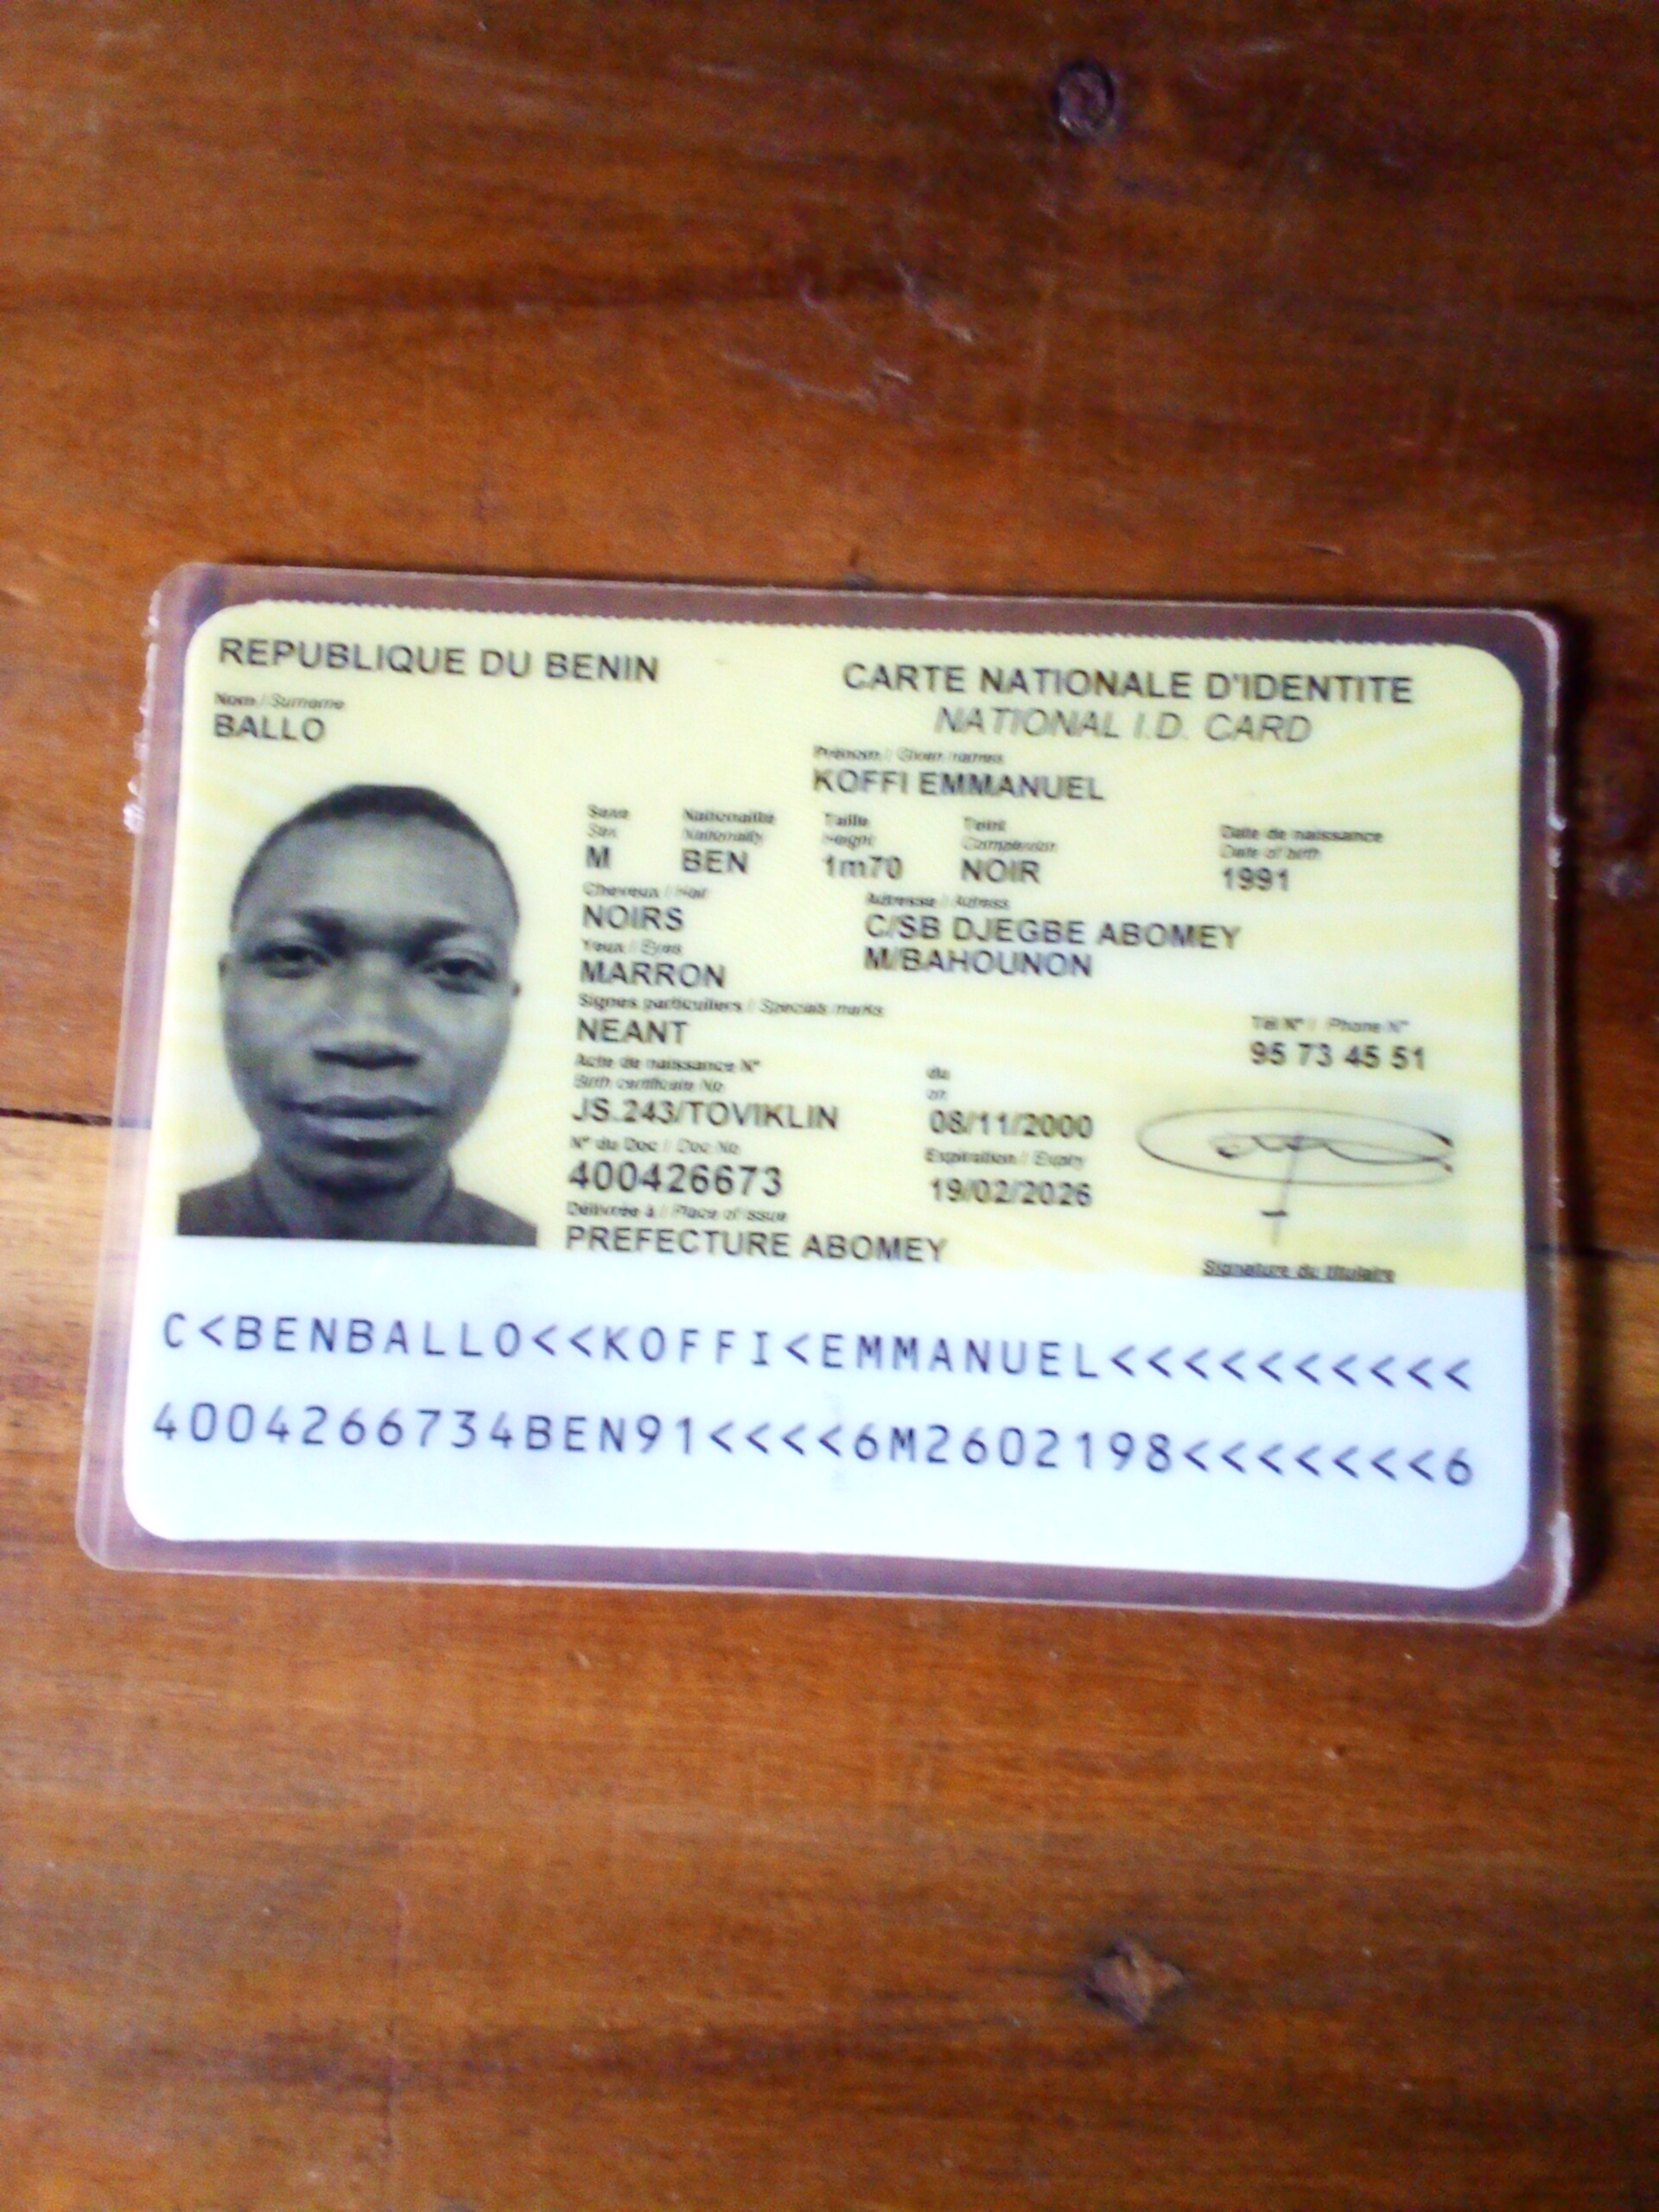 REPUBLIQUE DU BENIN
CARTE NATIONALE D'IDENTITE
NATIONAL I.D. CARD
Nom / Surname
BALLO
Prénom / Given names
KOFFI EMMANUEL
Sexe Nationalité Taille Teint Date de naissance
Sex Nationality Height Complexion Date of birth
M BEN 1m70 NOIR 1991
Cheveux / Hair
NOIRS
Adresse / Adress
C/SB DJEGBE ABOMEY
M/BAHOUNON
Yeux / Eyes
MARRON
Signes particuliers / Specials marks
NEANT
Tél N° / Phone N°
95 73 45 51
Acte de naissance N° du
Birth certificate No on
JS.243/TOVIKLIN 08/11/2000
N° du Doc / Doc No Expiration / Expiry
400426673 19/02/2026
Délivrée à / Place of issue
PREFECTURE ABOMEY
Signature du titulaire
C<BENBALLO<<KOFFI<EMMANUEL<<<<<<<<<<
4004266734BEN91<<<<6M2602198<<<<<<<6